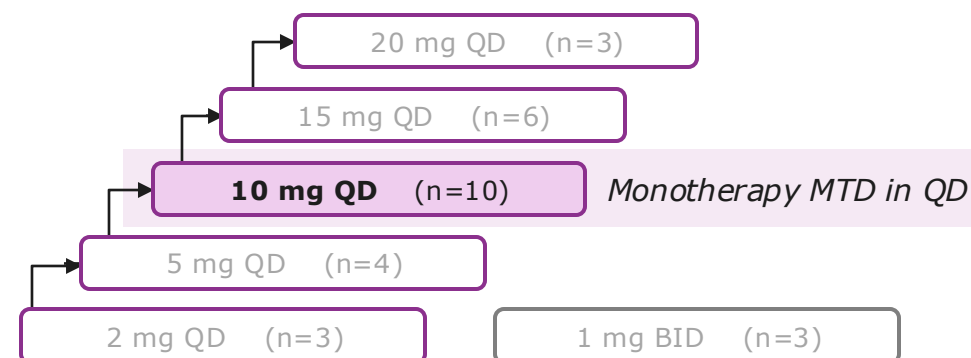 20 mg QD (n=3)
15 mg QD (n=6)
10 mg QD (n=10) Monotherapy MTD in QD
5 mg QD (n=4)
2 mg QD (n=3) 1 mg BID (n=3)